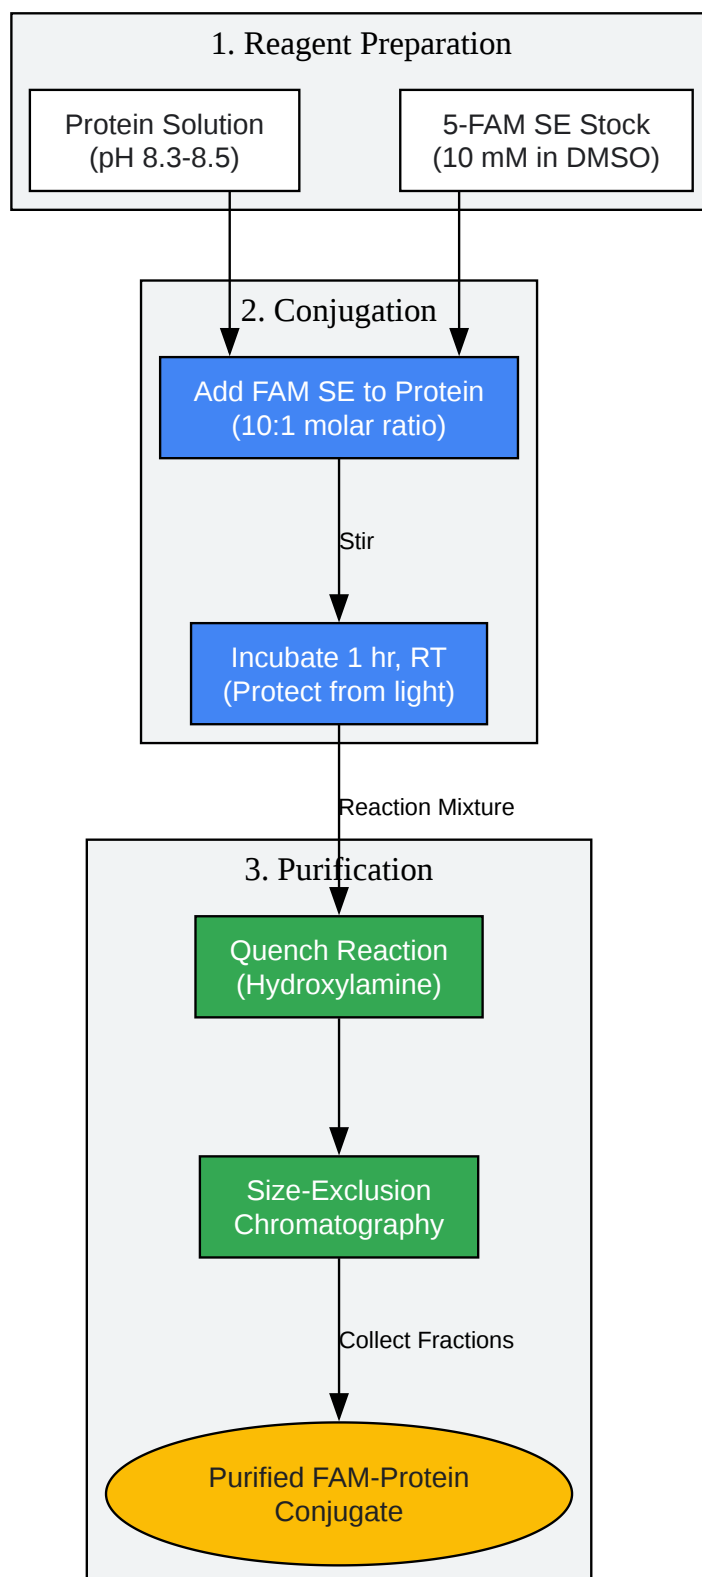 1. Reagent Preparation
Protein Solution
(pH 8.3-8.5)
5-FAM SE Stock
(10 mM in DMSO)
2. Conjugation
Add FAM SE to Protein
(10:1 molar ratio)
Stir
Incubate 1 hr, RT
(Protect from light)
Reaction Mixture
3. Purification
Quench Reaction
(Hydroxylamine)
Size-Exclusion
Chromatography
Collect Fractions
Purified FAM-Protein
Conjugate